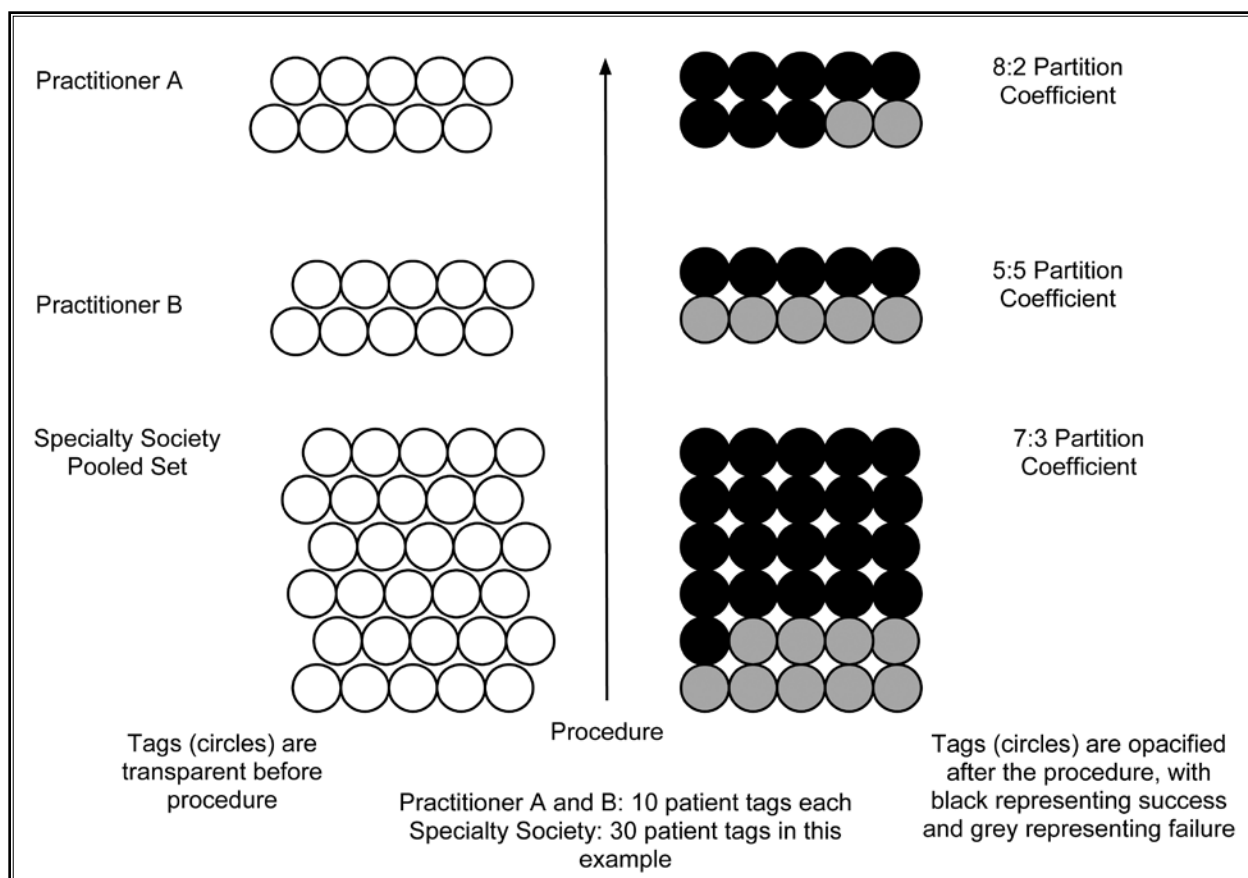 Practitioner A
8:2 Partition
Coefficient
Practitioner B
5:5 Partition
Coefficient
Specialty Society
Pooled Set
7:3 Partition
Coefficient
Procedure
Tags (circles) are
transparent before
procedure
Practitioner A and B: 10 patient tags each
Specialty Society: 30 patient tags in this
example
Tags (circles) are opacified
after the procedure, with
black representing success
and grey representing failure